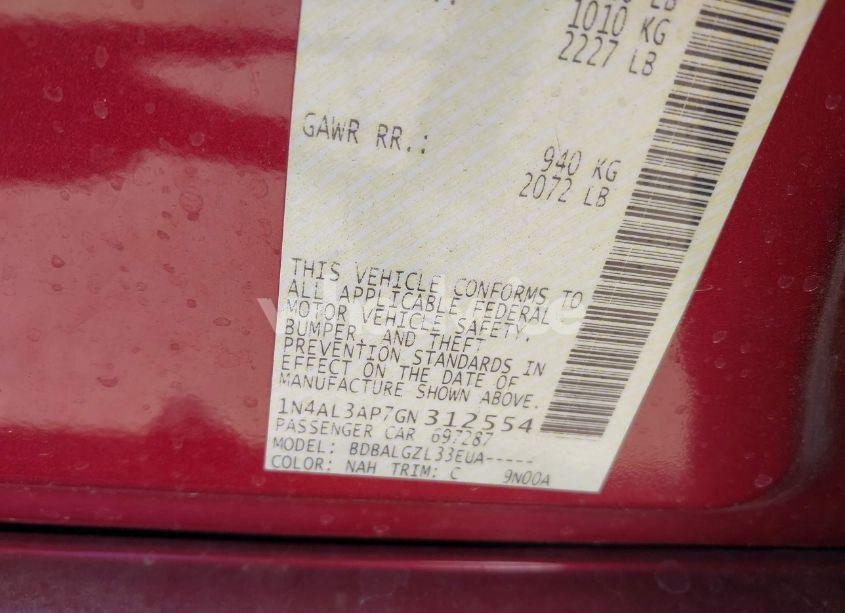 1010 KG
2227 LB
GAWR RR.:
940 KG
2072 LB
THIS VEHICLE CONFORMS TO
ALL APPLICABLE FEDERAL
MOTOR VEHICLE SAFETY,
BUMPER, AND THEFT
PREVENTION STANDARDS IN
EFFECT ON THE DATE OF
MANUFACTURE SHOWN ABOVE.
1N4AL3AP7GN312554
PASSENGER CAR 697287
MODEL: BDBALGZL33EUA-----
COLOR: NAH TRIM: C 9N00A